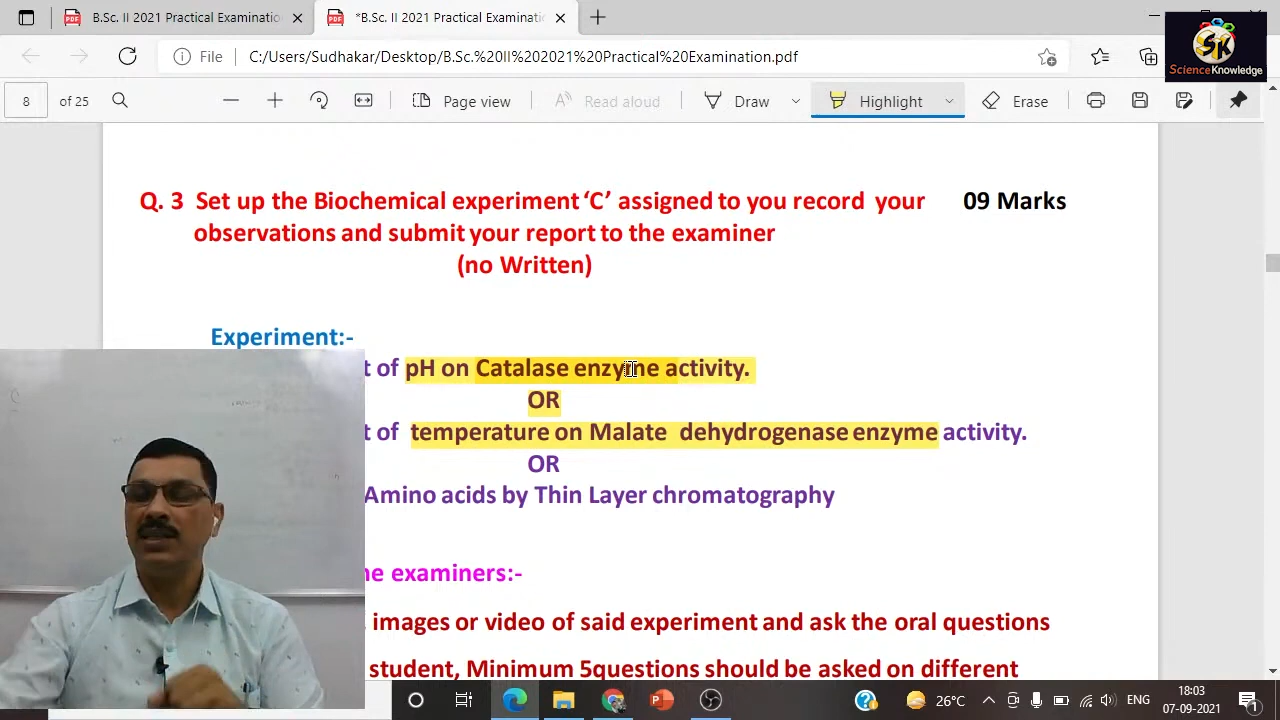 B.Sc. II 2021 Practical Examination
*B.Sc. II 2021 Practical Examinatio
File C:/Users/Sudhakar/Desktop/B.Sc.%20II%202021%20Practical%20Examination.pdf
SK
ScienceKnowledge
8 of 25 Page view Read aloud Draw Highlight Erase
Q. 3 Set up the Biochemical experiment ‘C’ assigned to you record your 09 Marks
observations and submit your report to the examiner
(no Written)
Experiment:-
t of pH on Catalase enzyme activity.
OR
t of temperature on Malate dehydrogenase enzyme activity.
OR
Amino acids by Thin Layer chromatography
he examiners:-
images or video of said experiment and ask the oral questions
student, Minimum 5questions should be asked on different
26°C ENG 18:03
07-09-2021